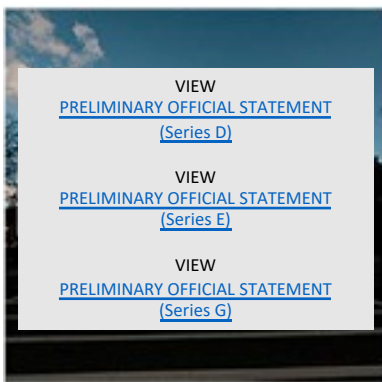 VIEW
PRELIMINARY OFFICIAL STATEMENT
(Series D)
VIEW
PRELIMINARY OFFICIAL STATEMENT
(Series E)
VIEW
PRELIMINARY OFFICIAL STATEMENT
(Series G)